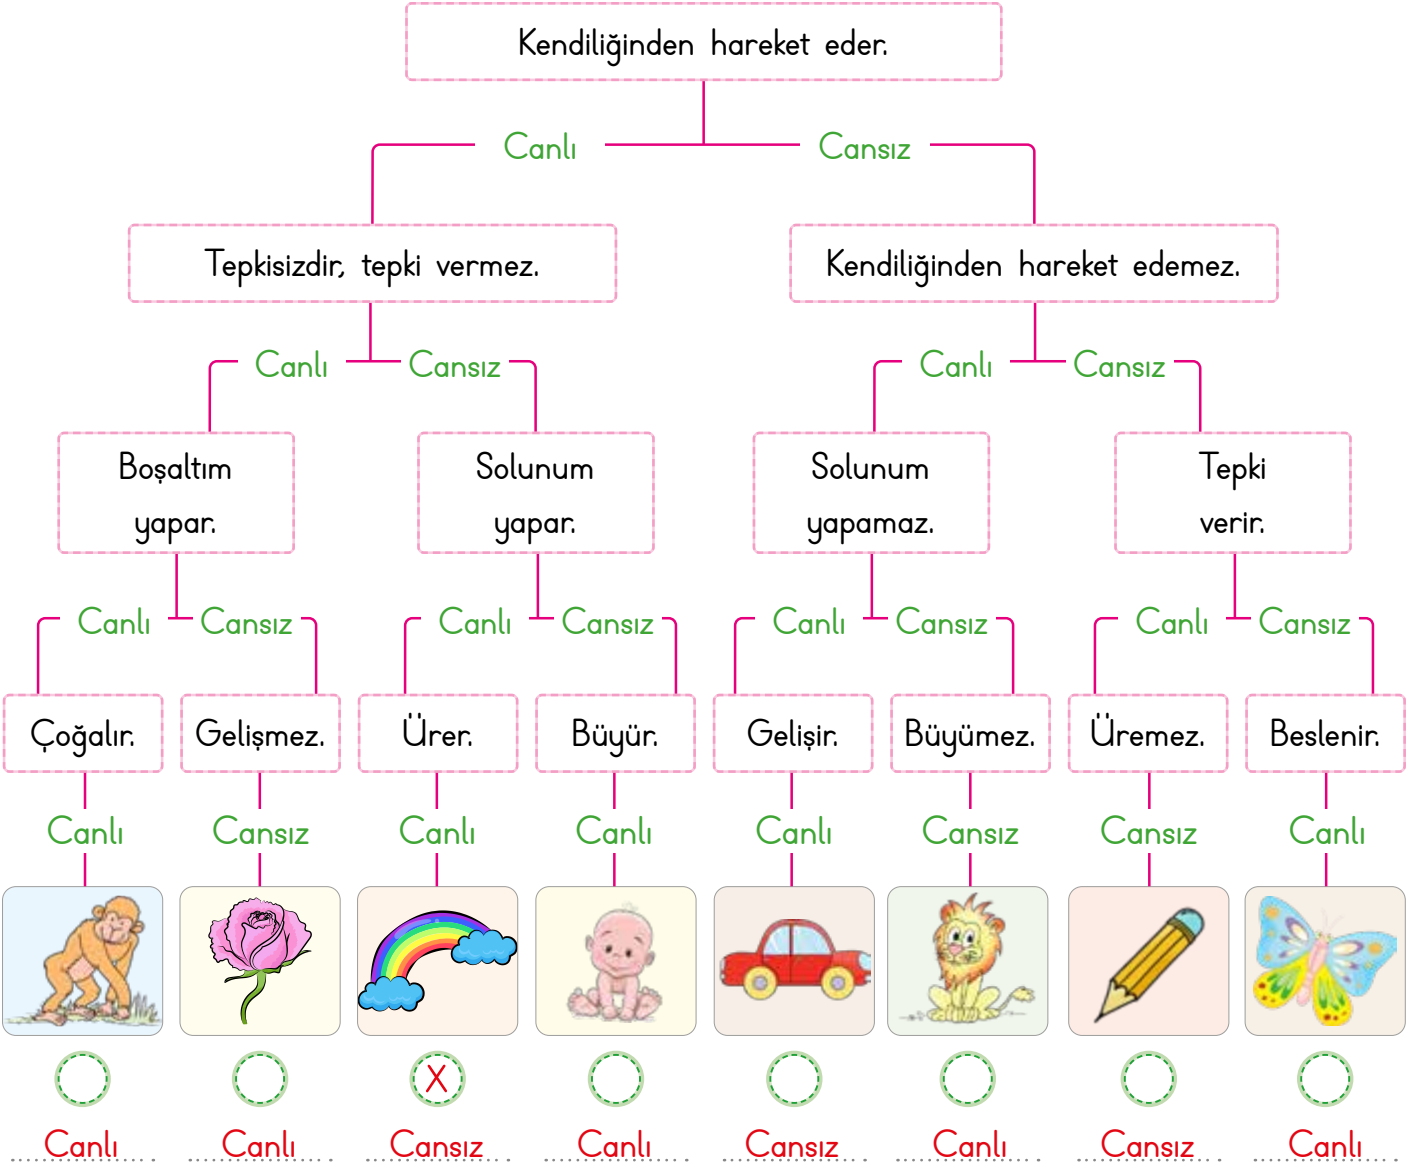 Kendiliğinden hareket eder.
Canlı Cansız
Tepkisizdir, tepki vermez. Kendiliğinden hareket edemez.
Canlı Cansız Canlı Cansız
Boşaltım Solunum Solunum Tepki
yapar. yapar. yapamaz. verir.
Canlı Cansız Canlı Cansız Canlı Cansız Canlı Cansız
Çoğalır. Gelişmez. Ürer. Büyür. Gelişir. Büyümez. Üremez. Beslenir.
Canlı Cansız Canlı Canlı Canlı Cansız Cansız Canlı
X
Canlı Canlı Cansız Canlı Cansız Canlı Cansız Canlı